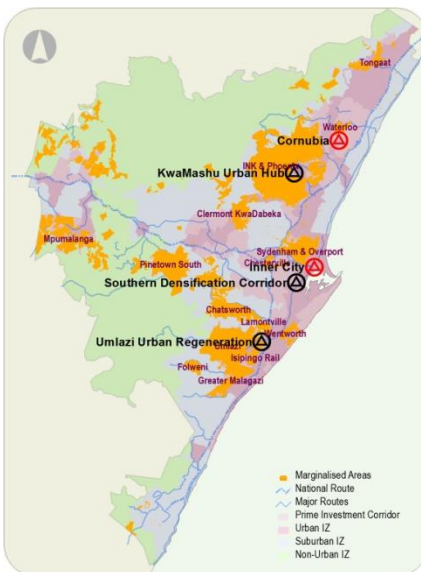 Tongaat
Waterloo
Cornubia
INK & Phoenix
KwaMashu Urban Hub
Clermont KwaDabeka
Mpumalanga
Sydenham & Overport
Chesterville
Pinetown South
Inner City
Southern Densification Corridor
Chatsworth
Lamontville
Wentworth
Umlazi Urban Regeneration
Umlazi
Isipingo Rail
Folweni
Greater Malagazi
Marginalised Areas
National Route
Major Routes
Prime Investment Corridor
Urban IZ
Suburban IZ
Non-Urban IZ